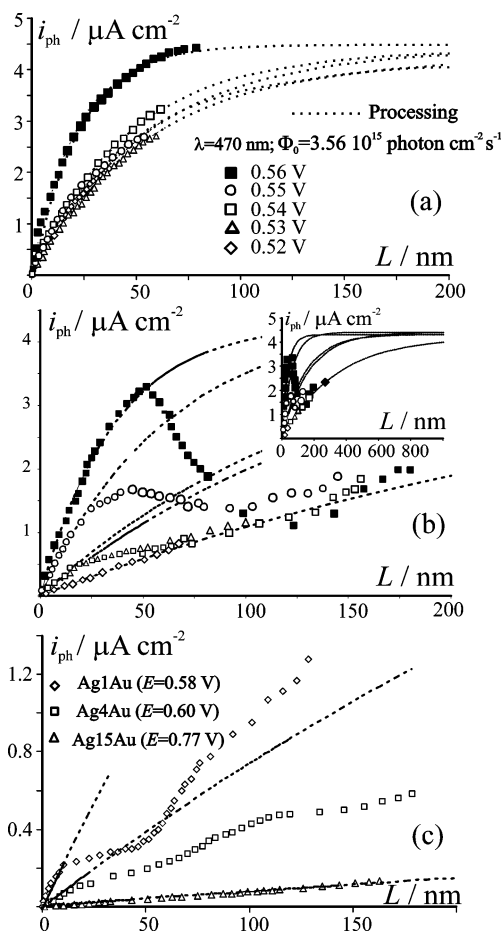 i_ph / μA cm⁻²
5
4
3
2
1
Processing
λ=470 nm; Φ₀=3.56 10¹⁵ photon cm⁻² s⁻¹
0.56 V
0.55 V
0.54 V
0.53 V
0.52 V
(a)
L / nm
0 50 100 150 200
i_ph / μA cm⁻²
4
3
2
1
0
i_ph / μA cm⁻²
5
4
3
2
1
0
0 200 400 600 800
(b)
L / nm
0 50 100 150 200
i_ph / μA cm⁻²
1.2
0.8
0.4
Ag1Au (E=0.58 V)
Ag4Au (E=0.60 V)
Ag15Au (E=0.77 V)
(c)
L / nm
0 50 100 150